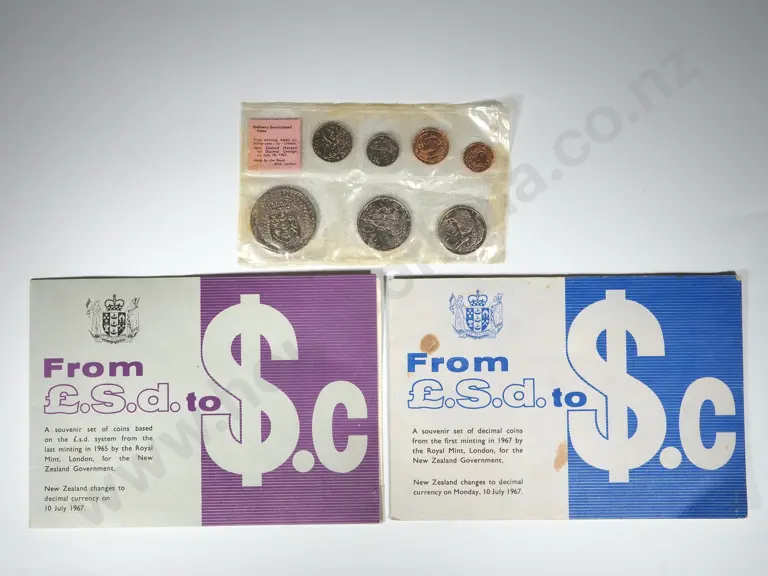 Ordinary Uncirculated
Coins
From
£.S.d. to $.c
A souvenir set of coins based
on the £.s.d. system from the
last minting in 1965 by the Royal
Mint, London, for the New
Zealand Government.
New Zealand changes to
decimal currency on
10 July 1967.
From
£.S.d. to $.c
A souvenir set of decimal coins
from the first minting in 1967 by
the Royal Mint, London, for the
New Zealand Government.
New Zealand changes to decimal
currency on Monday, 10 July 1967.